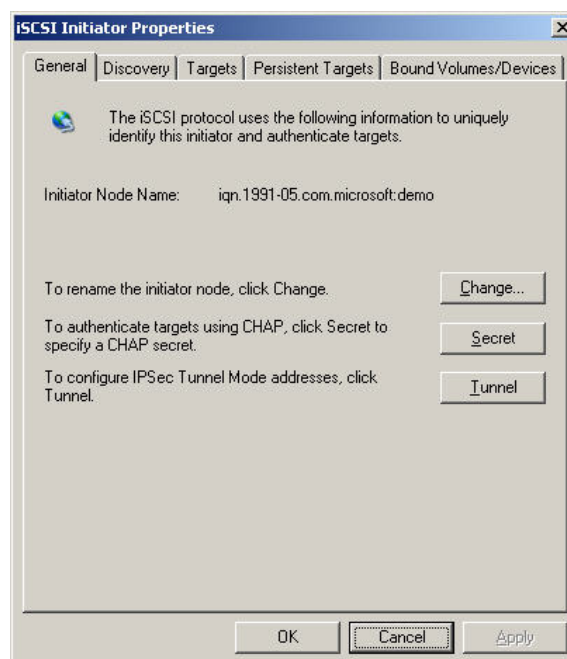 iSCSI Initiator Properties
General Discovery Targets Persistent Targets Bound Volumes/Devices
The iSCSI protocol uses the following information to uniquely
identify this initiator and authenticate targets.
Initiator Node Name: iqn.1991-05.com.microsoft:demo
To rename the initiator node, click Change.
Change...
To authenticate targets using CHAP, click Secret to
specify a CHAP secret.
Secret
To configure IPSec Tunnel Mode addresses, click
Tunnel.
Tunnel
OK Cancel Apply